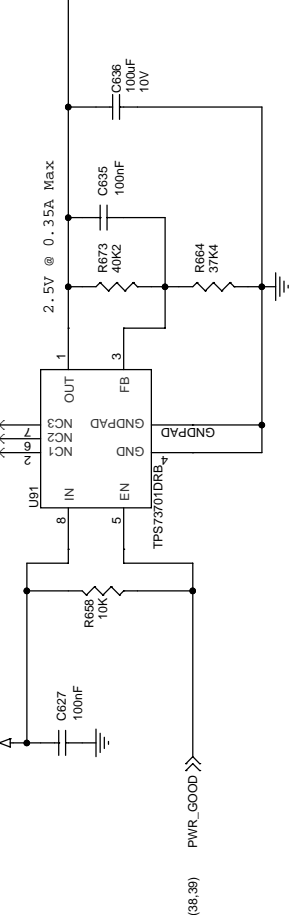 C636
100uF
10V
2.5V @ 0.35A Max
C635
100nF
R673
40K2
R664
37K4
1
3
OUT
FB
NC3
NC2
NC1
7
6
2
GNDPAD
GND
GNDPAD
4
U91
IN
EN
8
5
TPS73701DRB
R658
10K
C627
100nF
PWR_GOOD
(38,39)